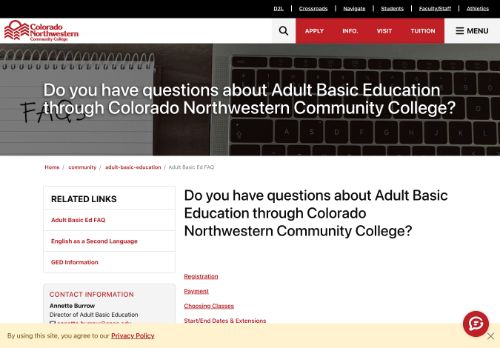 D2L Crossroads Navigate Students Faculty/Staff Athletics
Colorado
Northwestern
Community College
APPLY INFO. VISIT TUITION MENU
Do you have questions about Adult Basic Education
through Colorado Northwestern Community College?
FAQs
Home / community / adult-basic-education / Adult Basic Ed FAQ
RELATED LINKS
Adult Basic Ed FAQ
English as a Second Language
GED Information
CONTACT INFORMATION
Annette Burrow
Director of Adult Basic Education
Do you have questions about Adult Basic
Education through Colorado
Northwestern Community College?
Registration
Payment
Choosing Classes
Start/End Dates & Extensions
By using this site, you agree to our Privacy Policy